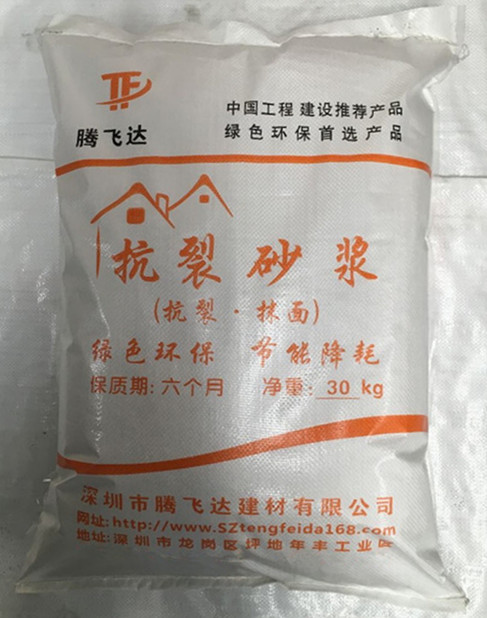 TF
中国工程 建设推荐产品
腾飞达
绿色环保首选产品
抗裂砂浆
(抗裂·抹面)
绿色环保 节能降耗
保质期: 六个月 净重: 30 kg
深圳市腾飞达建材有限公司
网址: http://www.SZtengfeida168.com
地址: 深圳市龙岗区坪地年丰工业区